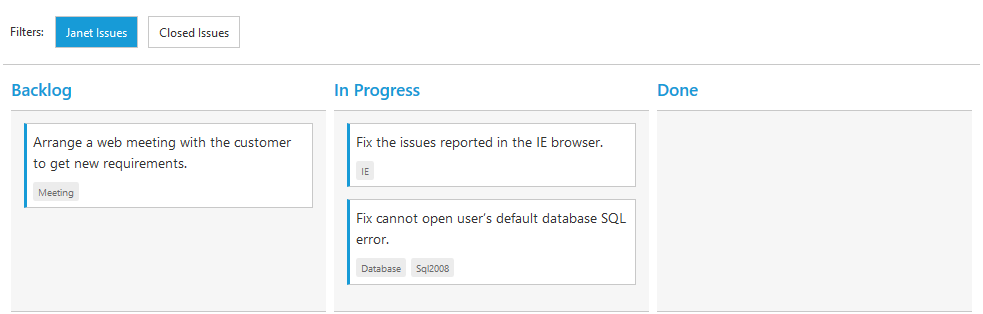 Filters: Janet Issues Closed Issues
Backlog In Progress Done
Arrange a web meeting with the customer
to get new requirements.
Meeting
Fix the issues reported in the IE browser.
IE
Fix cannot open user’s default database SQL
error.
Database Sql2008